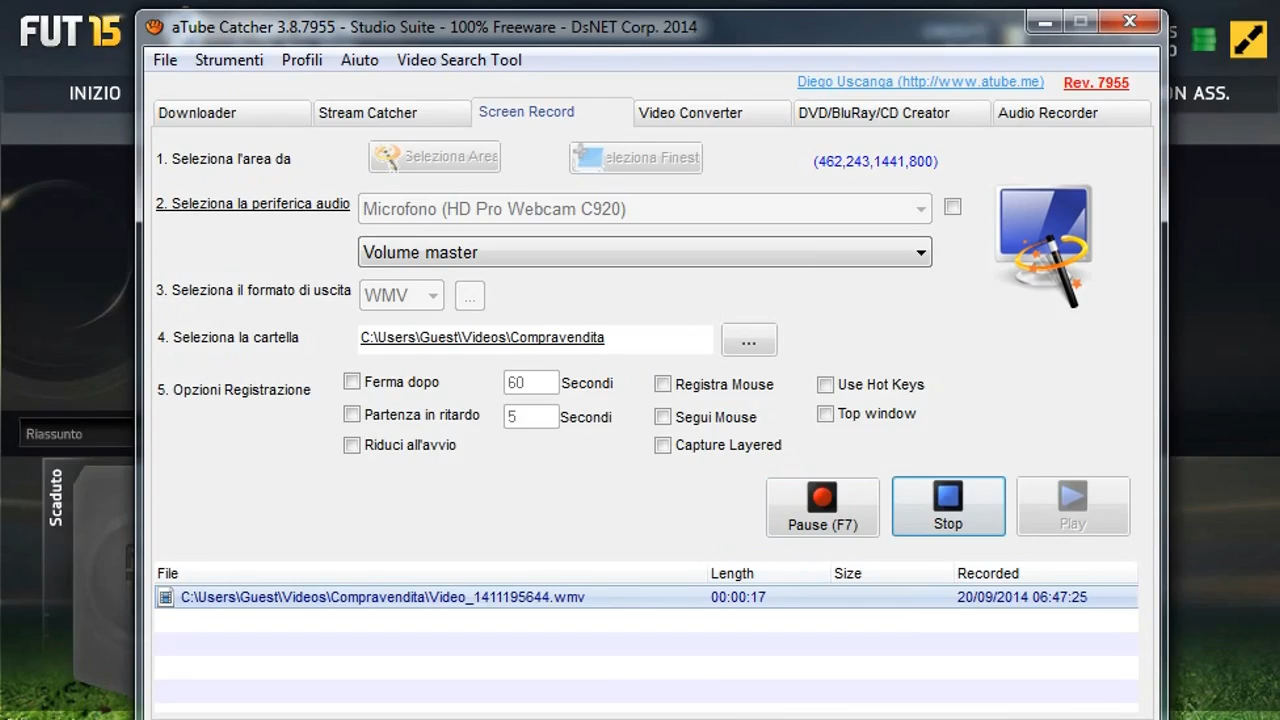 FUT 15
aTube Catcher 3.8.7955 - Studio Suite - 100% Freeware - DsNET Corp. 2014
File Strumenti Profili Aiuto Video Search Tool
INIZIO
Diego Uscanga (http://www.atube.me) Rev. 7955
ON ASS.
Downloader Stream Catcher Screen Record Video Converter DVD/BluRay/CD Creator Audio Recorder
1. Seleziona l'area da Seleziona Area eleziona Finest (462,243,1441,800)
2. Seleziona la periferica audio Microfono (HD Pro Webcam C920)
Volume master
3. Seleziona il formato di uscita WMV ...
4. Seleziona la cartella C:\Users\Guest\Videos\Compravendita ...
5. Opzioni Registrazione Ferma dopo 60 Secondi Registra Mouse Use Hot Keys
Partenza in ritardo 5 Secondi Segui Mouse Top window
Riduci all'avvio Capture Layered
Riassunto
Scaduto
Pause (F7) Stop Play
File Length Size Recorded
C:\Users\Guest\Videos\Compravendita\Video_1411195644.wmv 00:00:17 20/09/2014 06:47:25